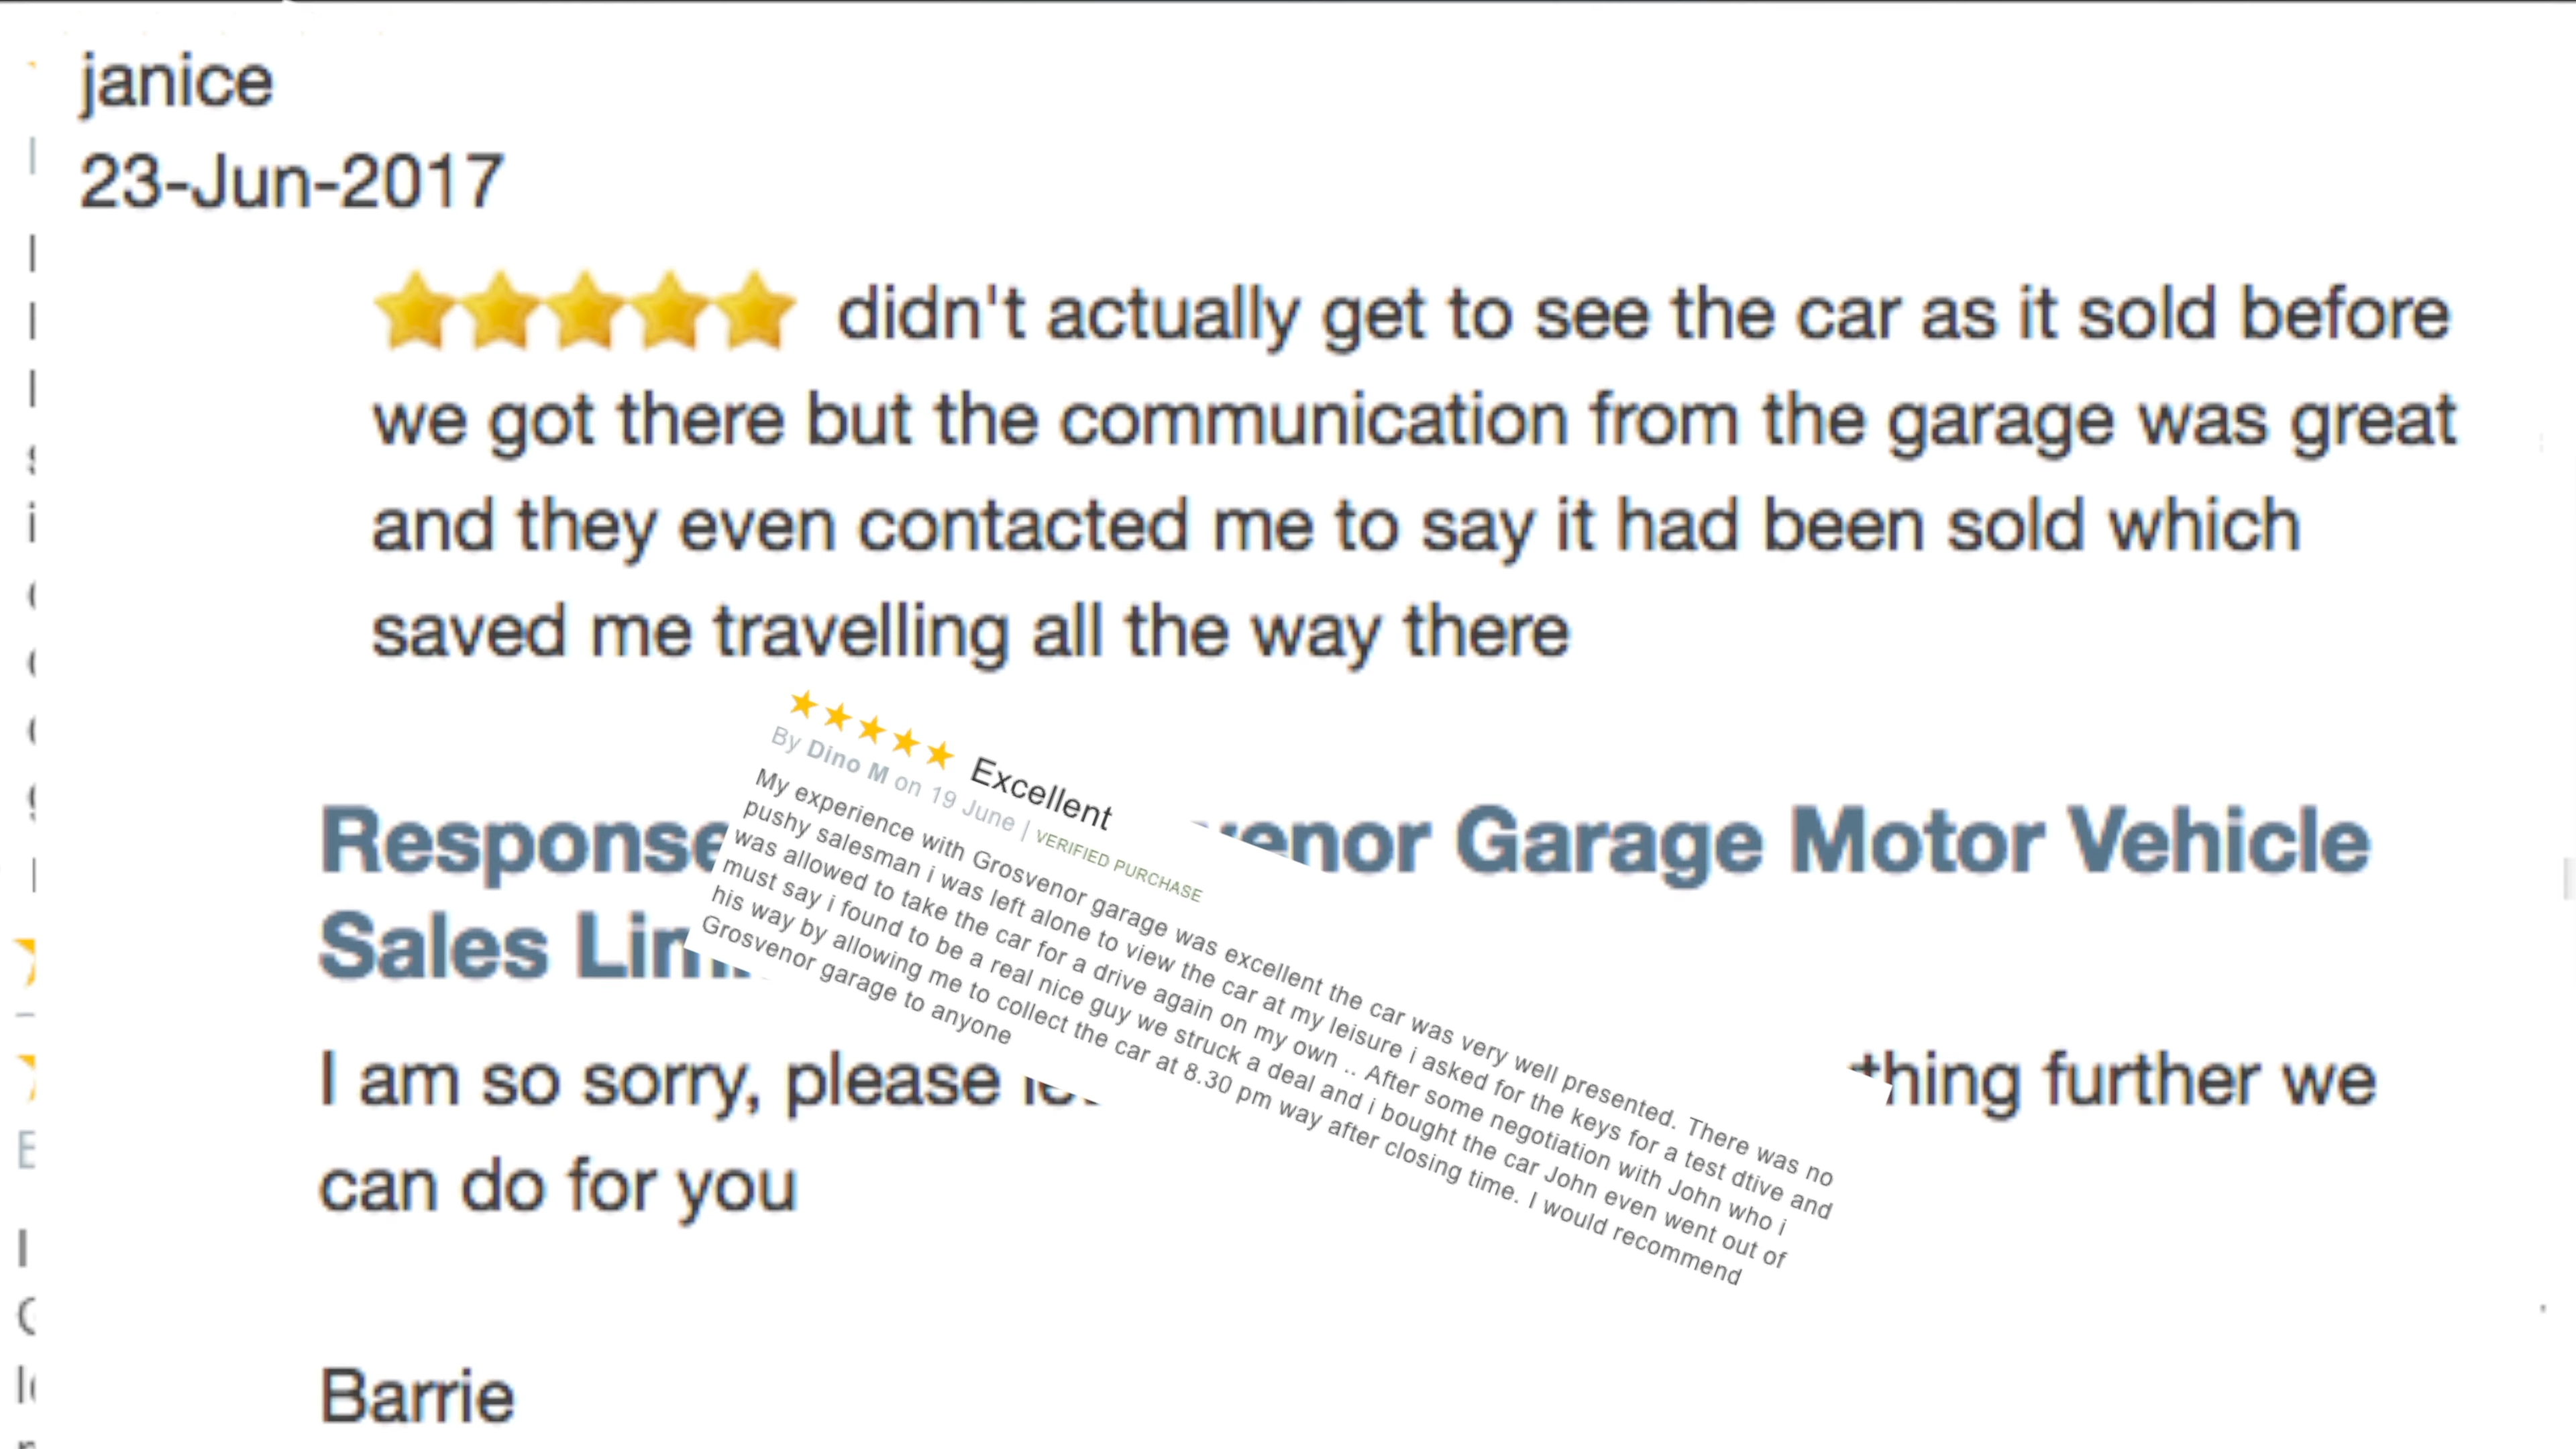 janice
23-Jun-2017
didn't actually get to see the car as it sold before
we got there but the communication from the garage was great
and they even contacted me to say it had been sold which
saved me travelling all the way there
Excellent
By Dino M on 19 June | VERIFIED PURCHASE
My experience with Grosvenor garage was excellent the car was very well presented. There was no
pushy salesman i was left alone to view the car at my leisure i asked for the keys for a test dtive and
was allowed to take the car for a drive again on my own .. After some negotiation with John who i
must say i found to be a real nice guy we struck a deal and i bought the car John even went out of
his way by allowing me to collect the car at 8.30 pm way after closing time. I would recommend
Grosvenor garage to anyone
Response Garage Motor Vehicle
Sales
I am so sorry, please further we
can do for you
Barrie